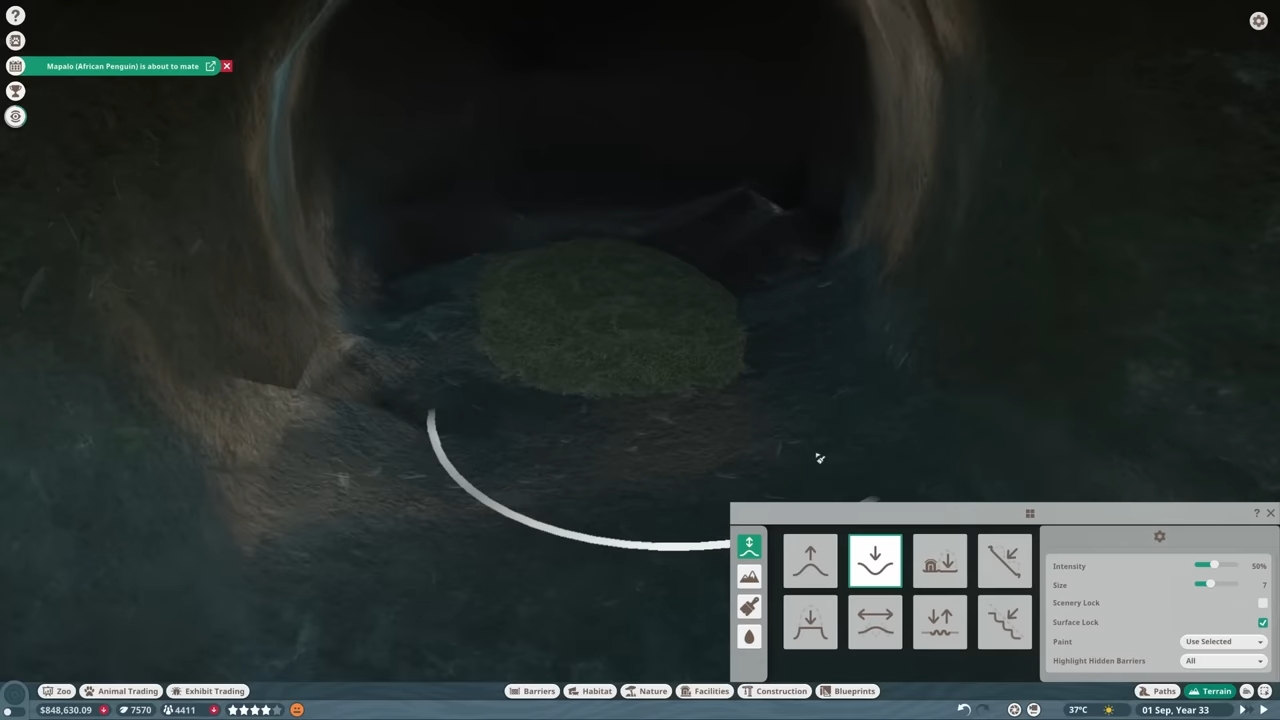 ?
Mapalo (African Penguin) is about to mate
?
Intensity 50%
Size 7
Scenery Lock
Surface Lock
Paint Use Selected
Highlight Hidden Barriers All
Zoo Animal Trading Exhibit Trading Barriers Habitat Nature Facilities Construction Blueprints Paths Terrain
$848,630.09 7570 4411 37°C 01 Sep, Year 33